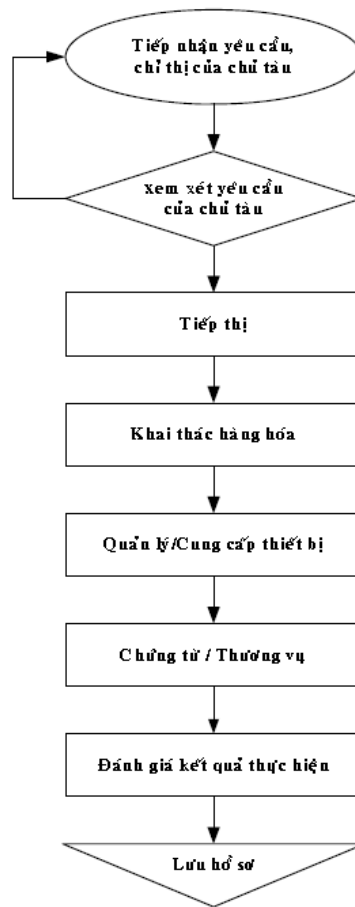 Tiếp nhận yêu cầu,
chỉ thị của chủ tàu
xem xét yêu cầu
của chủ tàu
Tiếp thị
Khai thác hàng hóa
Quản lý/Cung cấp thiết bị
Chứng từ / Thương vụ
Đánh giá kết quả thực hiện
Lưu hồ sơ